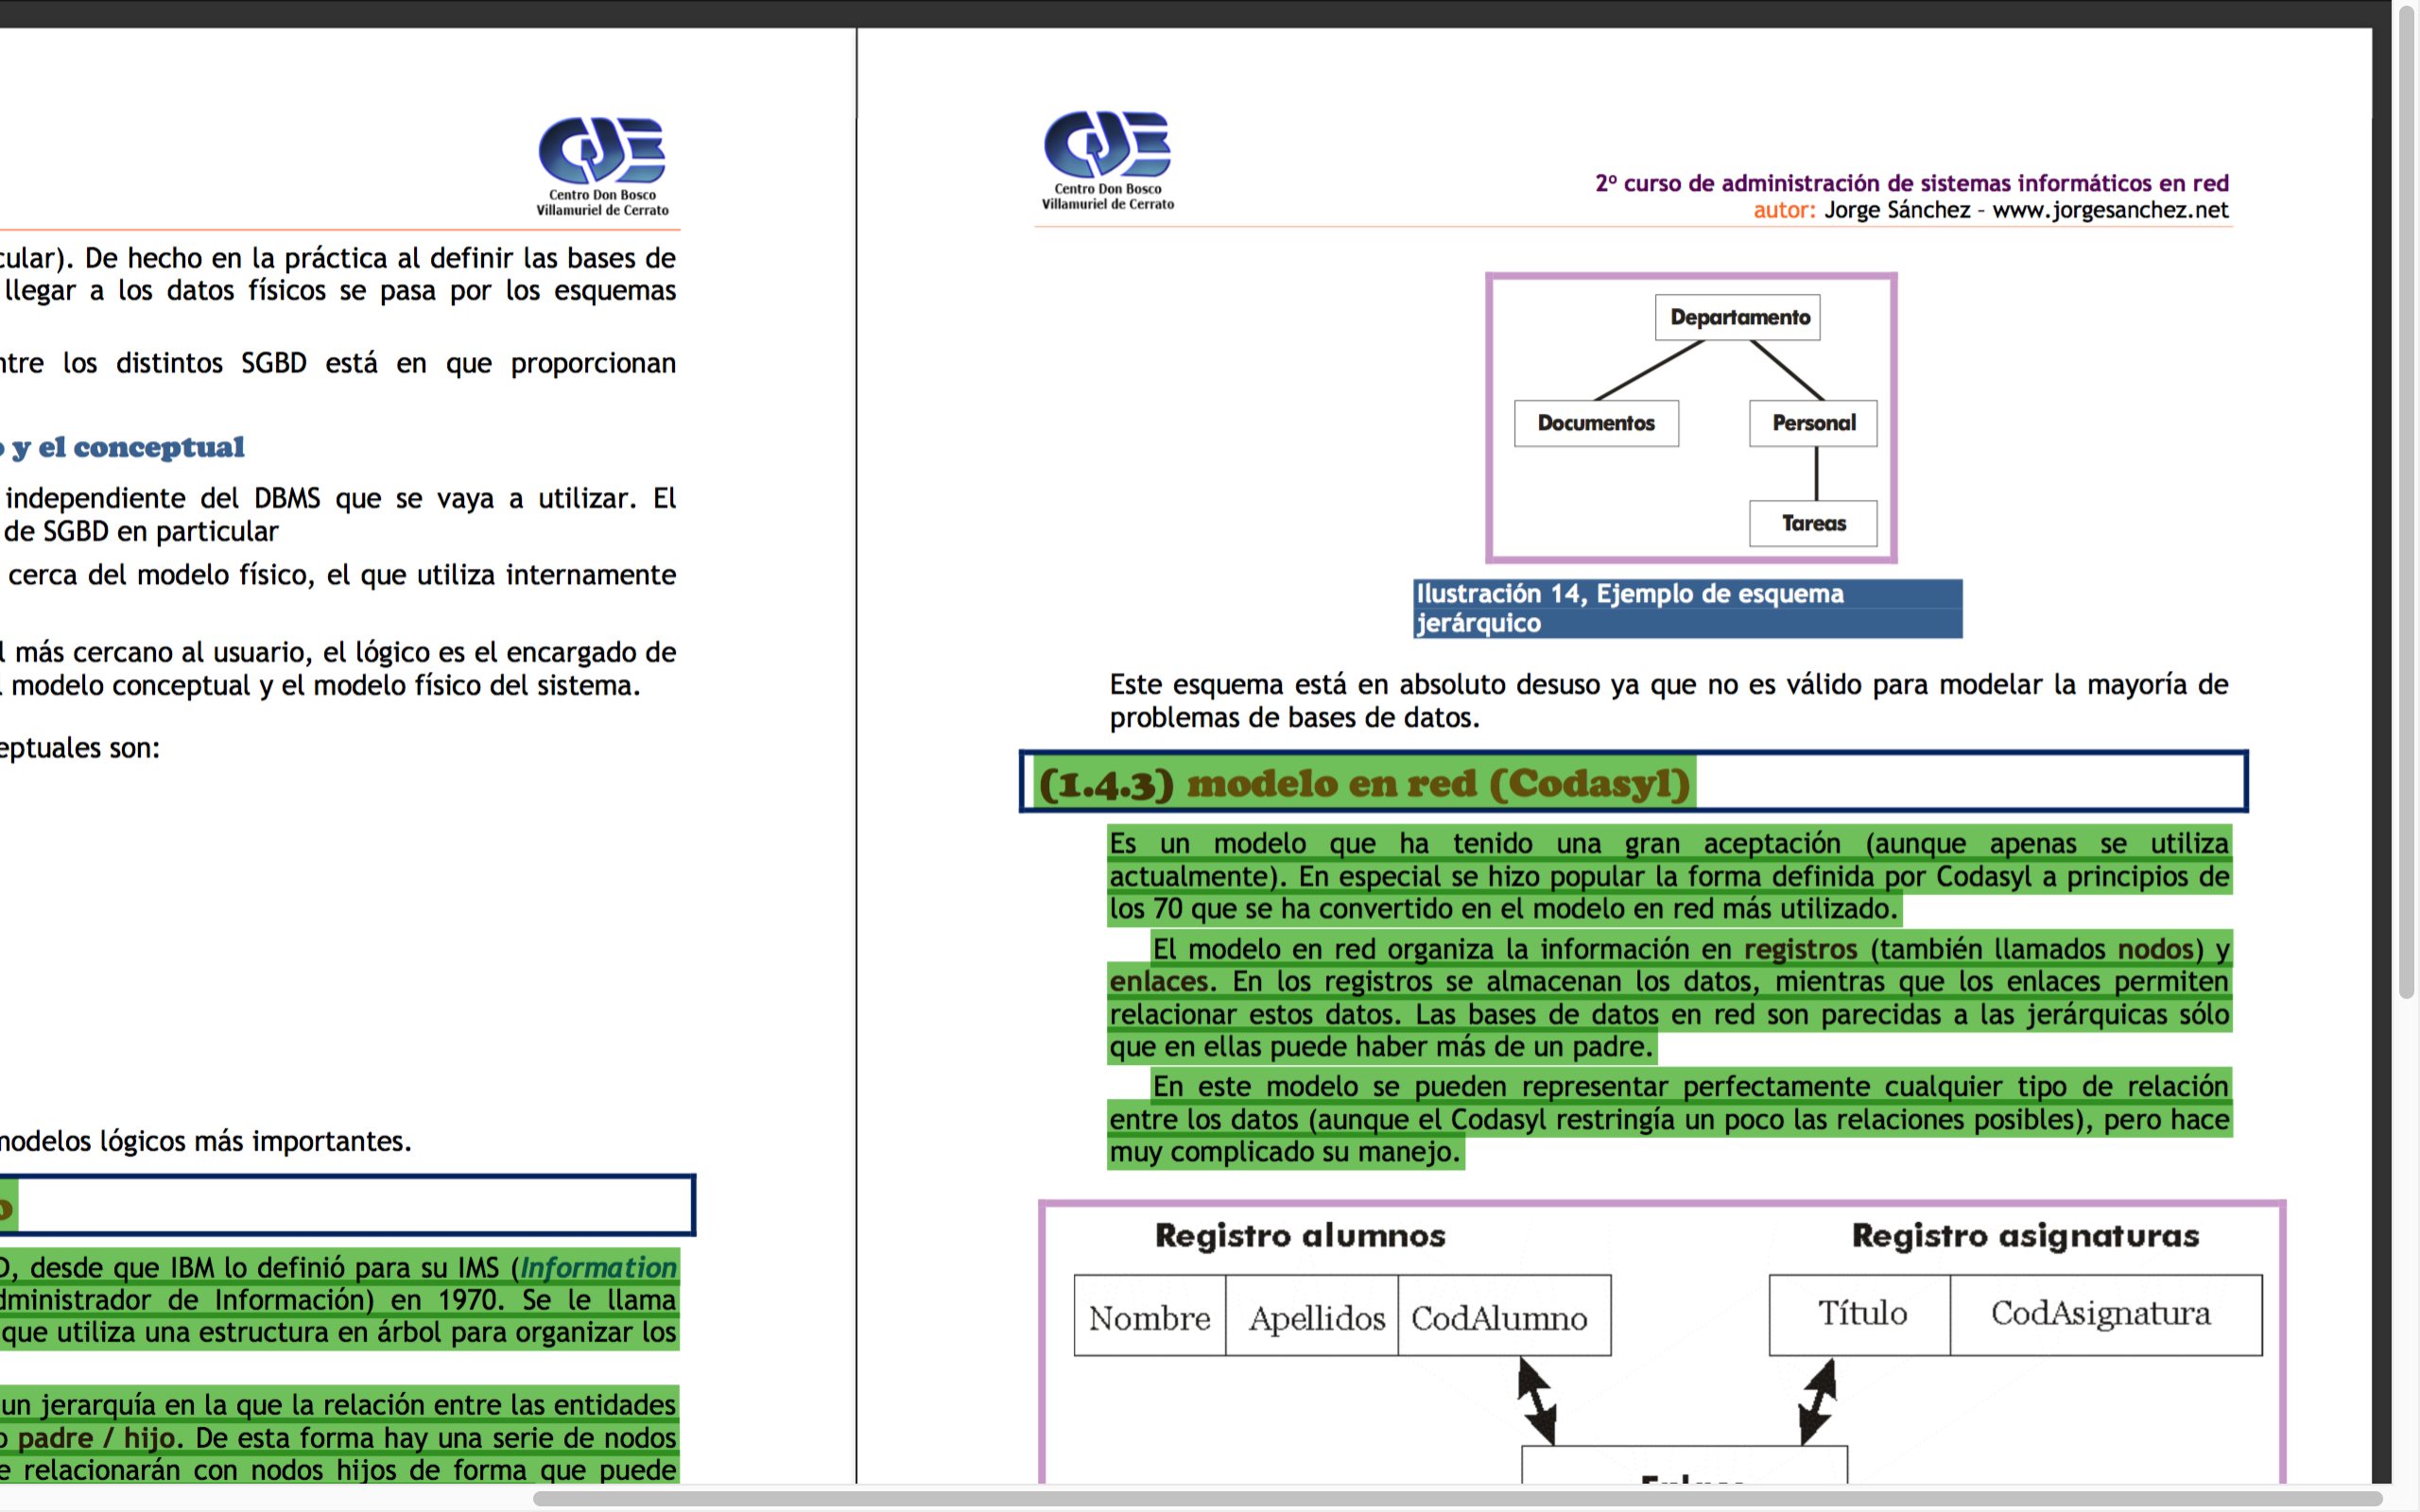 Centro Don Bosco
Villamuriel de Cerrato
cular). De hecho en la práctica al definir las bases de
llegar a los datos físicos se pasa por los esquemas
ntre los distintos SGBD está en que proporcionan
o y el conceptual
independiente del DBMS que se vaya a utilizar. El
de SGBD en particular
cerca del modelo físico, el que utiliza internamente
l más cercano al usuario, el lógico es el encargado de
l modelo conceptual y el modelo físico del sistema.
eptuales son:
modelos lógicos más importantes.
o
D, desde que IBM lo definió para su IMS (Information
dministrador de Información) en 1970. Se le llama
que utiliza una estructura en árbol para organizar los
un jerarquía en la que la relación entre las entidades
o padre / hijo. De esta forma hay una serie de nodos
e relacionarán con nodos hijos de forma que puede
Centro Don Bosco
Villamuriel de Cerrato
2º curso de administración de sistemas informáticos en red
autor: Jorge Sánchez - www.jorgesanchez.net
Departamento
Documentos Personal
Tareas
Ilustración 14, Ejemplo de esquema
jerárquico
Este esquema está en absoluto desuso ya que no es válido para modelar la mayoría de
problemas de bases de datos.
(1.4.3) modelo en red (Codasyl)
Es un modelo que ha tenido una gran aceptación (aunque apenas se utiliza
actualmente). En especial se hizo popular la forma definida por Codasyl a principios de
los 70 que se ha convertido en el modelo en red más utilizado.
El modelo en red organiza la información en registros (también llamados nodos) y
enlaces. En los registros se almacenan los datos, mientras que los enlaces permiten
relacionar estos datos. Las bases de datos en red son parecidas a las jerárquicas sólo
que en ellas puede haber más de un padre.
En este modelo se pueden representar perfectamente cualquier tipo de relación
entre los datos (aunque el Codasyl restringía un poco las relaciones posibles), pero hace
muy complicado su manejo.
Registro alumnos Registro asignaturas
Nombre Apellidos CodAlumno Título CodAsignatura